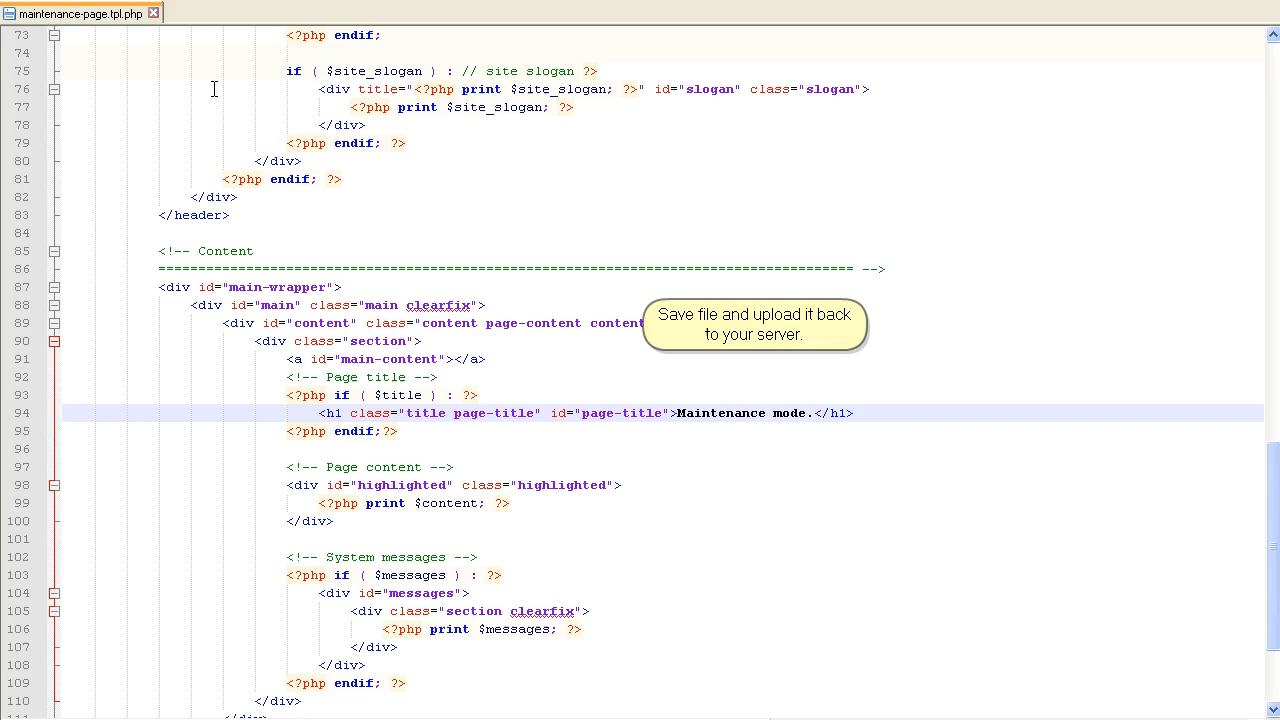 maintenance-page.tpl.php
73 <?php endif;
74
75 if ( $site_slogan ) : // site slogan ?>
76 <div title="<?php print $site_slogan; ?>" id="slogan" class="slogan">
77 <?php print $site_slogan; ?>
78 </div>
79 <?php endif; ?>
80 </div>
81 <?php endif; ?>
82 </div>
83 </header>
84
85 <!-- Content
86 ======================================================================================= -->
87 <div id="main-wrapper">
88 <div id="main" class="main clearfix">
89 <div id="content" class="content page-content content
Save file and upload it back
to your server.
90 <div class="section">
91 <a id="main-content"></a>
92 <!-- Page title -->
93 <?php if ( $title ) : ?>
94 <h1 class="title page-title" id="page-title">Maintenance mode.</h1>
95 <?php endif;?>
96
97 <!-- Page content -->
98 <div id="highlighted" class="highlighted">
99 <?php print $content; ?>
100 </div>
101
102 <!-- System messages -->
103 <?php if ( $messages ) : ?>
104 <div id="messages">
105 <div class="section clearfix">
106 <?php print $messages; ?>
107 </div>
108 </div>
109 <?php endif; ?>
110 </div>
111 </div>